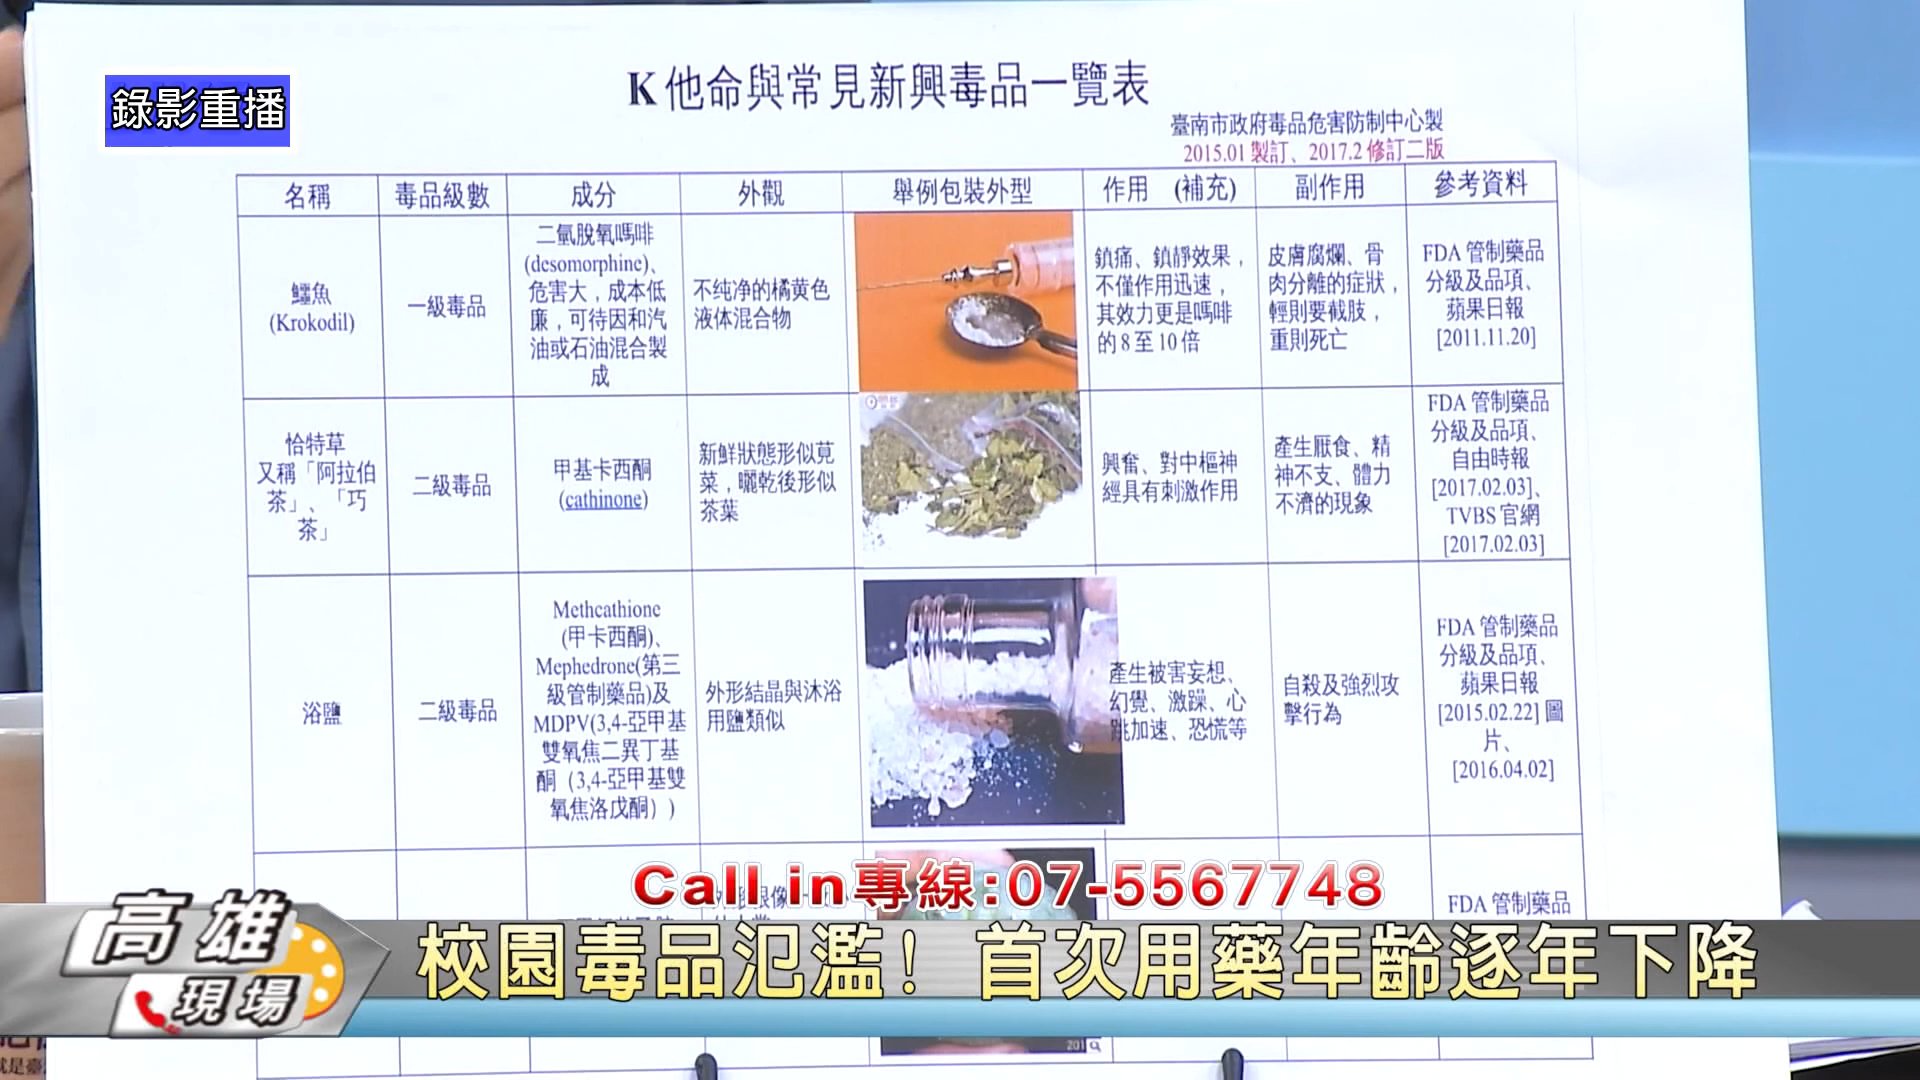 錄影重播
K他命與常見新興毒品一覽表
臺南市政府毒品危害防制中心製
2015.01 製訂、2017.2 修訂二版
名稱
毒品級數
成分
外觀
舉例包裝外型
作用 (補充)
副作用
參考資料
鱷魚
(Krokodil)
一級毒品
二氫脫氧嗎啡
(desomorphine)、
危害大，成本低
廉，可待因和汽
油或石油混合製
成
不纯净的橘黄色
液体混合物
鎮痛、鎮靜效果，
不僅作用迅速，
其效力更是嗎啡
的 8 至 10 倍
皮膚腐爛、骨
肉分離的症狀，
輕則要截肢，
重則死亡
FDA 管制藥品
分級及品項、
蘋果日報
[2011.11.20]
恰特草
又稱「阿拉伯
茶」、「巧
茶」
二級毒品
甲基卡西酮
(cathinone)
新鮮狀態形似莧
菜，曬乾後形似
茶葉
興奮、對中樞神
經具有刺激作用
產生厭食、精
神不支、體力
不濟的現象
FDA 管制藥品
分級及品項、
自由時報
[2017.02.03]、
TVBS 官網
[2017.02.03]
浴鹽
二級毒品
Methcathione
(甲卡西酮)、
Mephedrone(第三
級管制藥品)及
MDPV(3,4-亞甲基
雙氧焦二異丁基
酮（3,4-亞甲基雙
氧焦洛戊酮）)
外形結晶與沐浴
用鹽類似
產生被害妄想、
幻覺、激躁、心
跳加速、恐慌等
自殺及強烈攻
擊行為
FDA 管制藥品
分級及品項、
蘋果日報
[2015.02.22] 圖
片、
[2016.04.02]
FDA 管制藥品
Call in專線:07-5567748
高雄
現場
校園毒品氾濫! 首次用藥年齡逐年下降
201